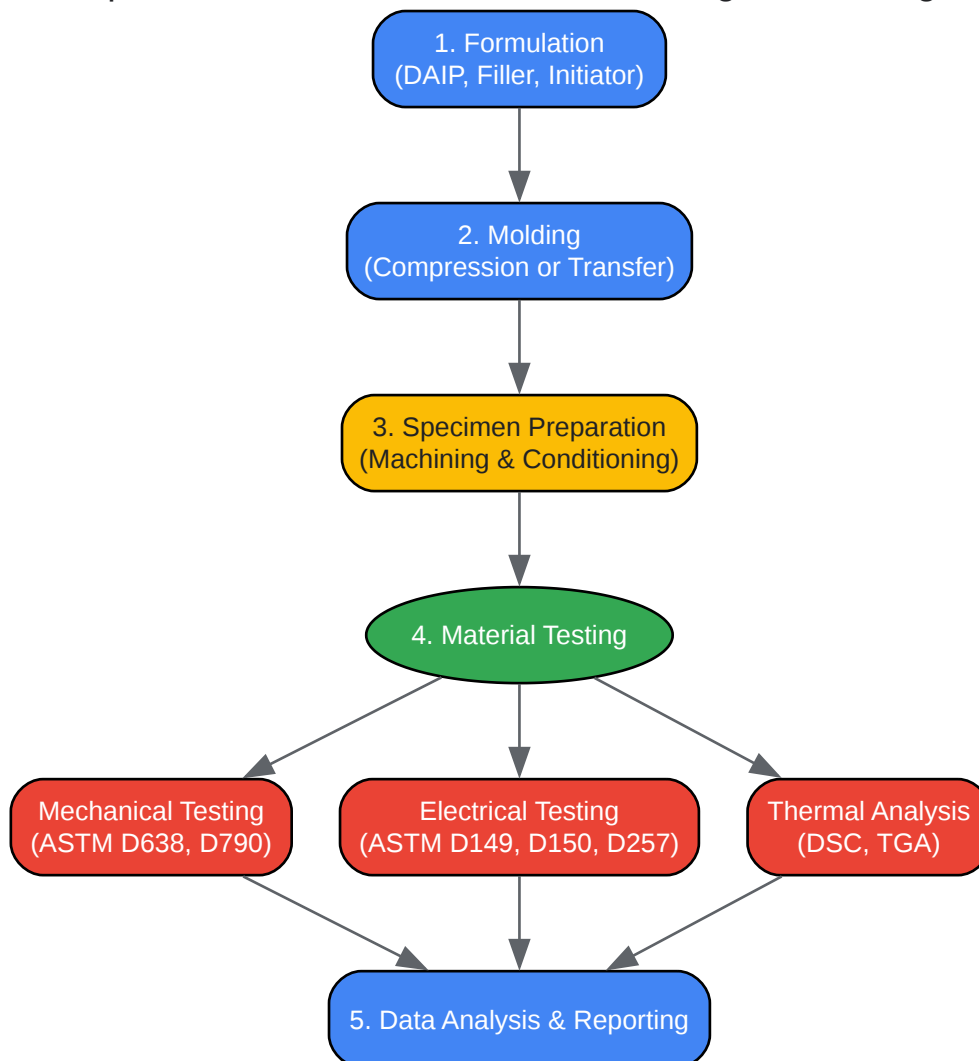 1. Formulation
(DAIP, Filler, Initiator)
2. Molding
(Compression or Transfer)
3. Specimen Preparation
(Machining & Conditioning)
4. Material Testing
Mechanical Testing
(ASTM D638, D790)
Electrical Testing
(ASTM D149, D150, D257)
Thermal Analysis
(DSC, TGA)
5. Data Analysis & Reporting